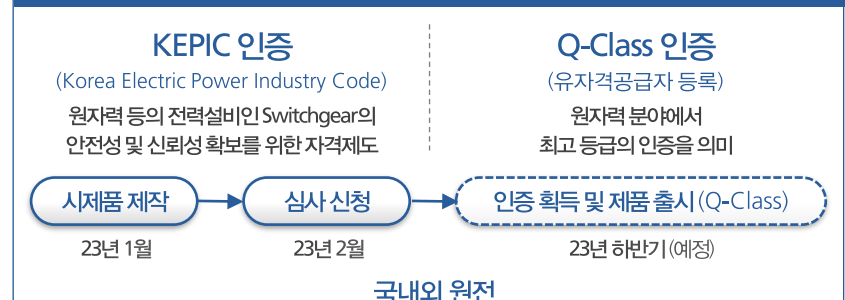 KEPIC 인증
(Korea Electric Power Industry Code)
원자력 등의 전력설비인 Switchgear의
안전성 및 신뢰성 확보를 위한 자격제도
Q-Class 인증
(유자격공급자 등록)
원자력 분야에서
최고 등급의 인증을 의미
시제품 제작
심사 신청
인증 획득 및 제품 출시 (Q-Class)
23년 1월
23년 2월
23년 하반기 (예정)
국내외 원전